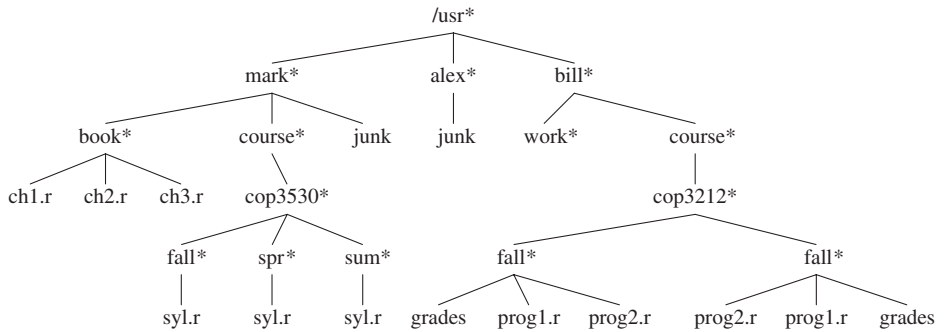 /usr*
mark* alex* bill*
book* course* junk junk work* course*
ch1.r ch2.r ch3.r cop3530* cop3212*
fall* spr* sum* fall* fall*
syl.r syl.r syl.r grades prog1.r prog2.r prog2.r prog1.r grades